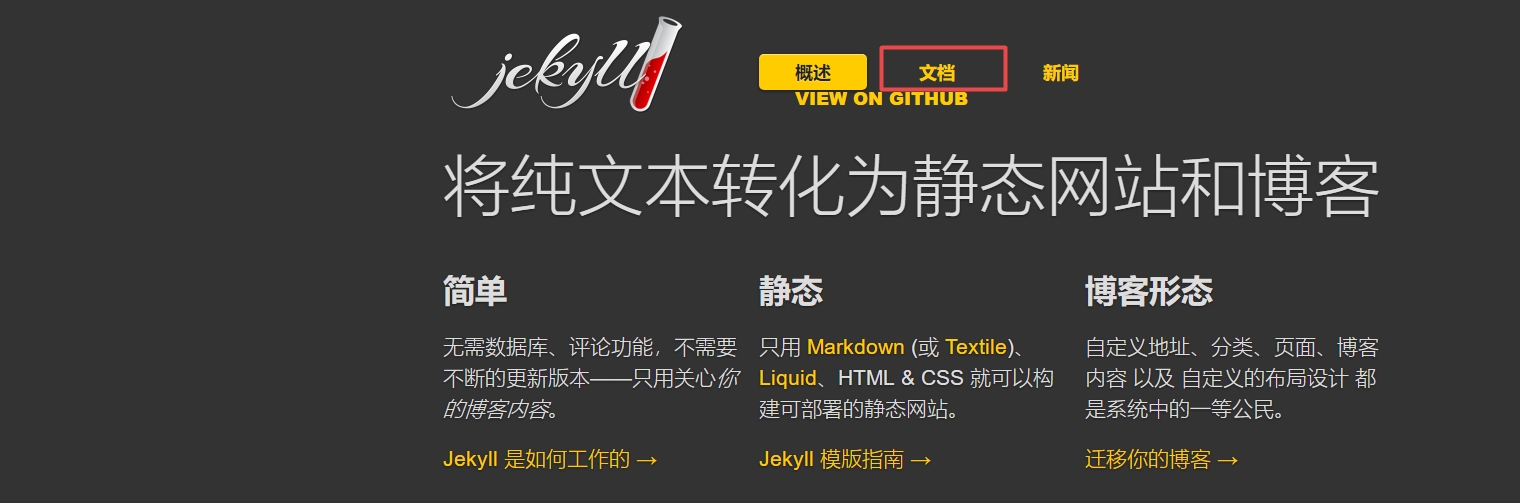 jekyll
概述 文档 新闻
VIEW ON GITHUB
将纯文本转化为静态网站和博客
简单
无需数据库、评论功能，不需要
不断的更新版本——只用关心你
的博客内容。
Jekyll 是如何工作的 →
静态
只用 Markdown (或 Textile)、
Liquid、HTML & CSS 就可以构
建可部署的静态网站。
Jekyll 模版指南 →
博客形态
自定义地址、分类、页面、博客
内容 以及 自定义的布局设计 都
是系统中的一等公民。
迁移你的博客 →